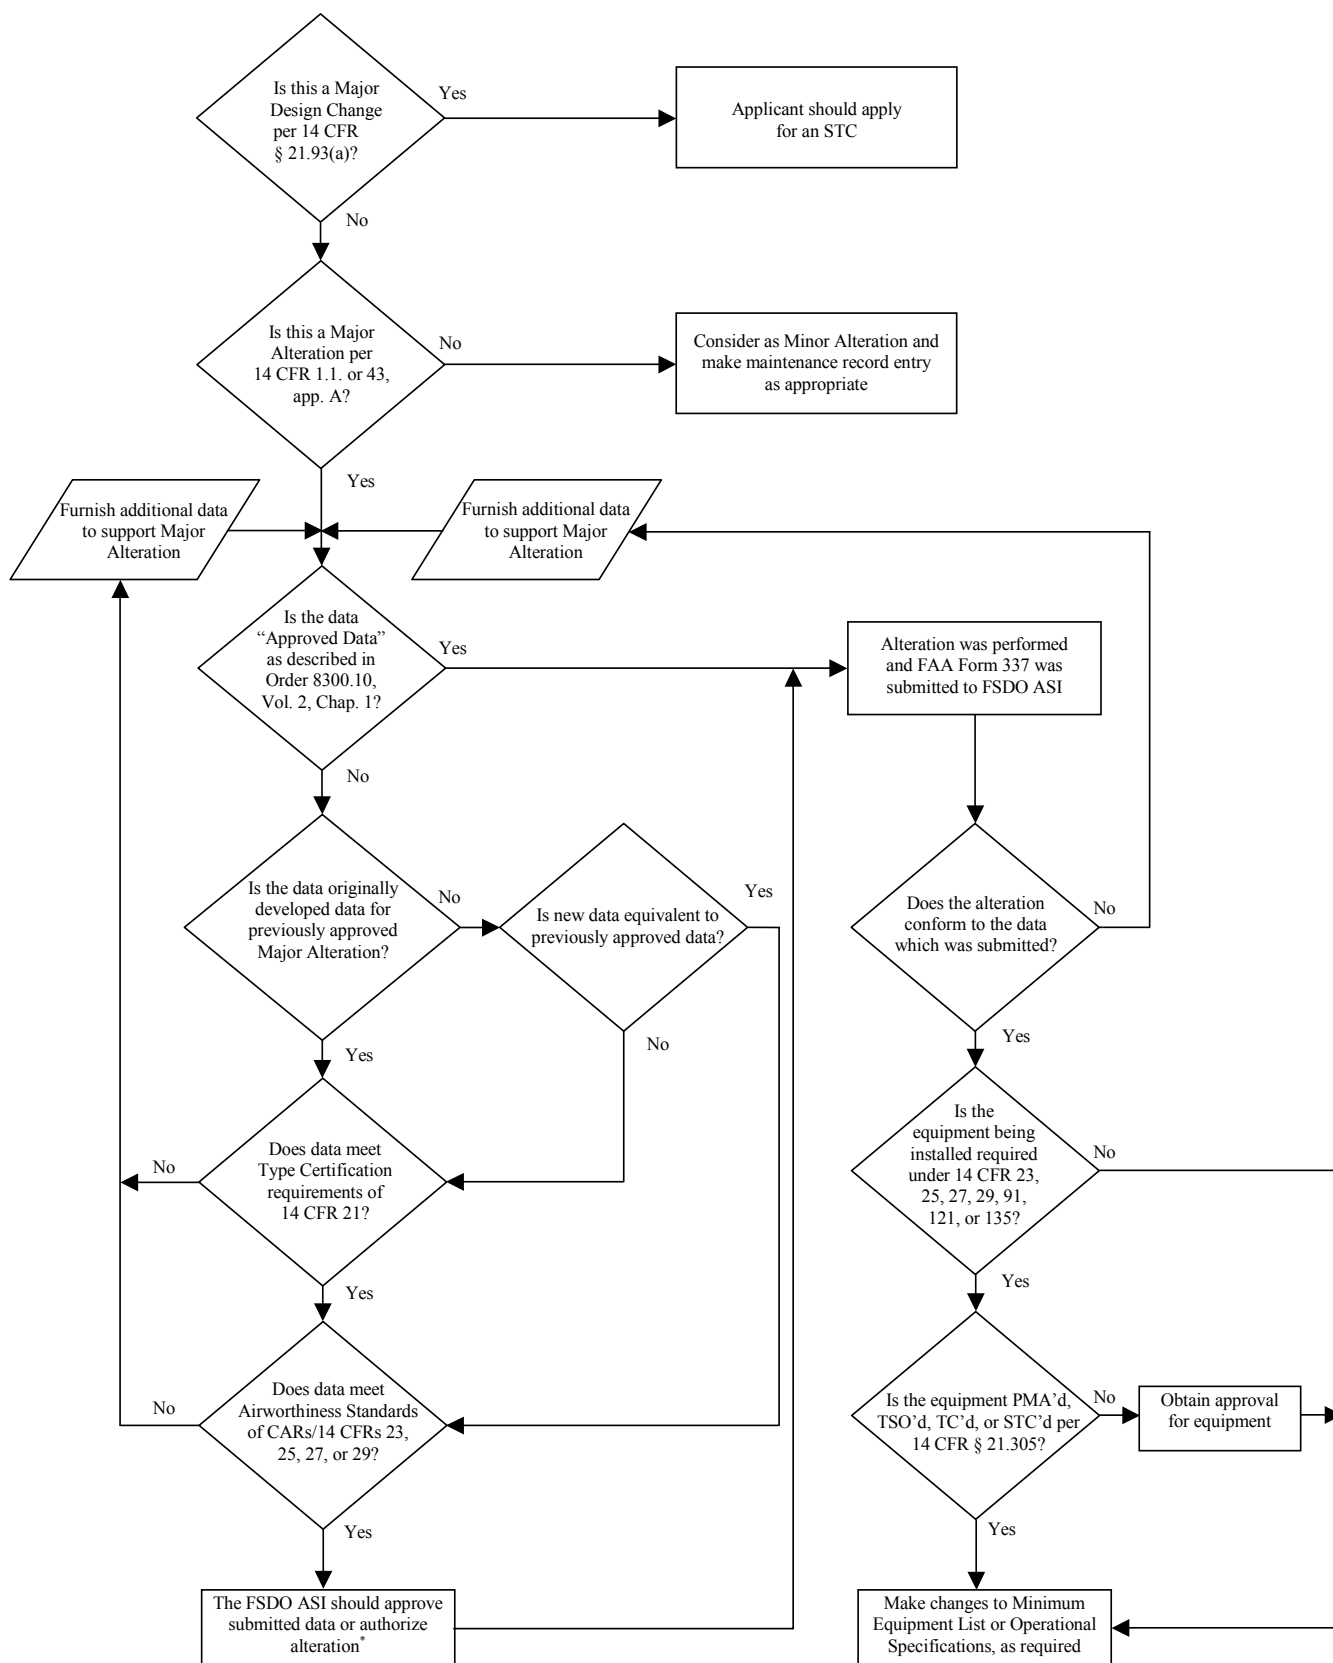 Is this a Major
Design Change
per 14 CFR
§ 21.93(a)?
Yes
Applicant should apply
for an STC
No
Is this a Major
Alteration per
14 CFR 1.1. or 43,
app. A?
No
Consider as Minor Alteration and
make maintenance record entry
as appropriate
Yes
Furnish additional data
to support Major
Alteration
Furnish additional data
to support Major
Alteration
Is the data
“Approved Data”
as described in
Order 8300.10,
Vol. 2, Chap. 1?
Yes
Alteration was performed
and FAA Form 337 was
submitted to FSDO ASI
No
Is the data originally
developed data for
previously approved
Major Alteration?
No
Is new data equivalent to
previously approved data?
Yes
No
Does the alteration
conform to the data
which was submitted?
No
Yes
Yes
Does data meet
Type Certification
requirements of
14 CFR 21?
No
Is the
equipment being
installed required
under 14 CFR 23,
25, 27, 29, 91,
121, or 135?
No
Yes
Yes
Does data meet
Airworthiness Standards
of CARs/14 CFRs 23,
25, 27, or 29?
No
Is the equipment PMA’d,
TSO’d, TC’d, or STC’d per
14 CFR § 21.305?
No
Obtain approval
for equipment
Yes
Yes
The FSDO ASI should approve
submitted data or authorize
alteration*
Make changes to Minimum
Equipment List or Operational
Specifications, as required